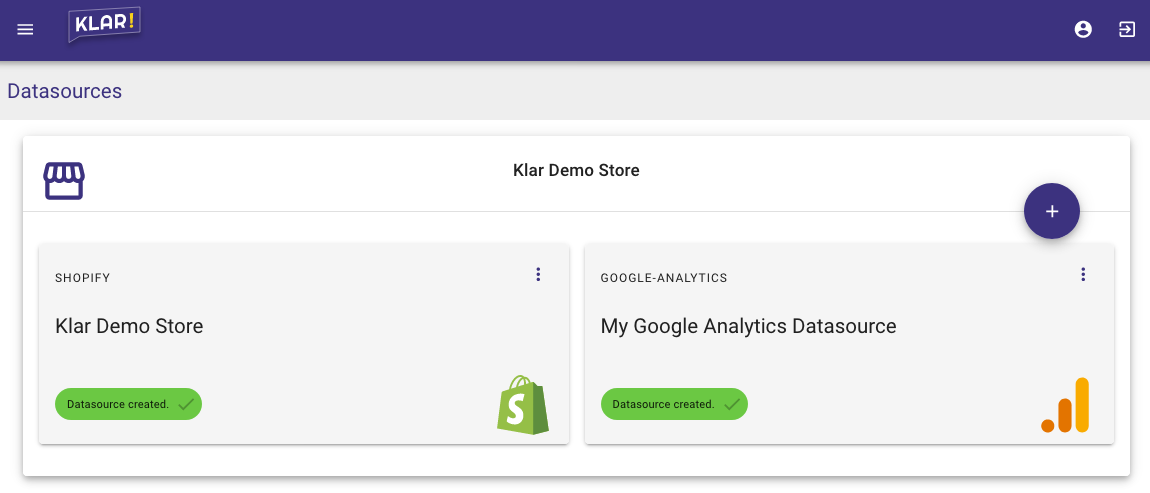 KLAR!
Datasources
Klar Demo Store
SHOPIFY
Klar Demo Store
Datasource created.
GOOGLE-ANALYTICS
My Google Analytics Datasource
Datasource created.